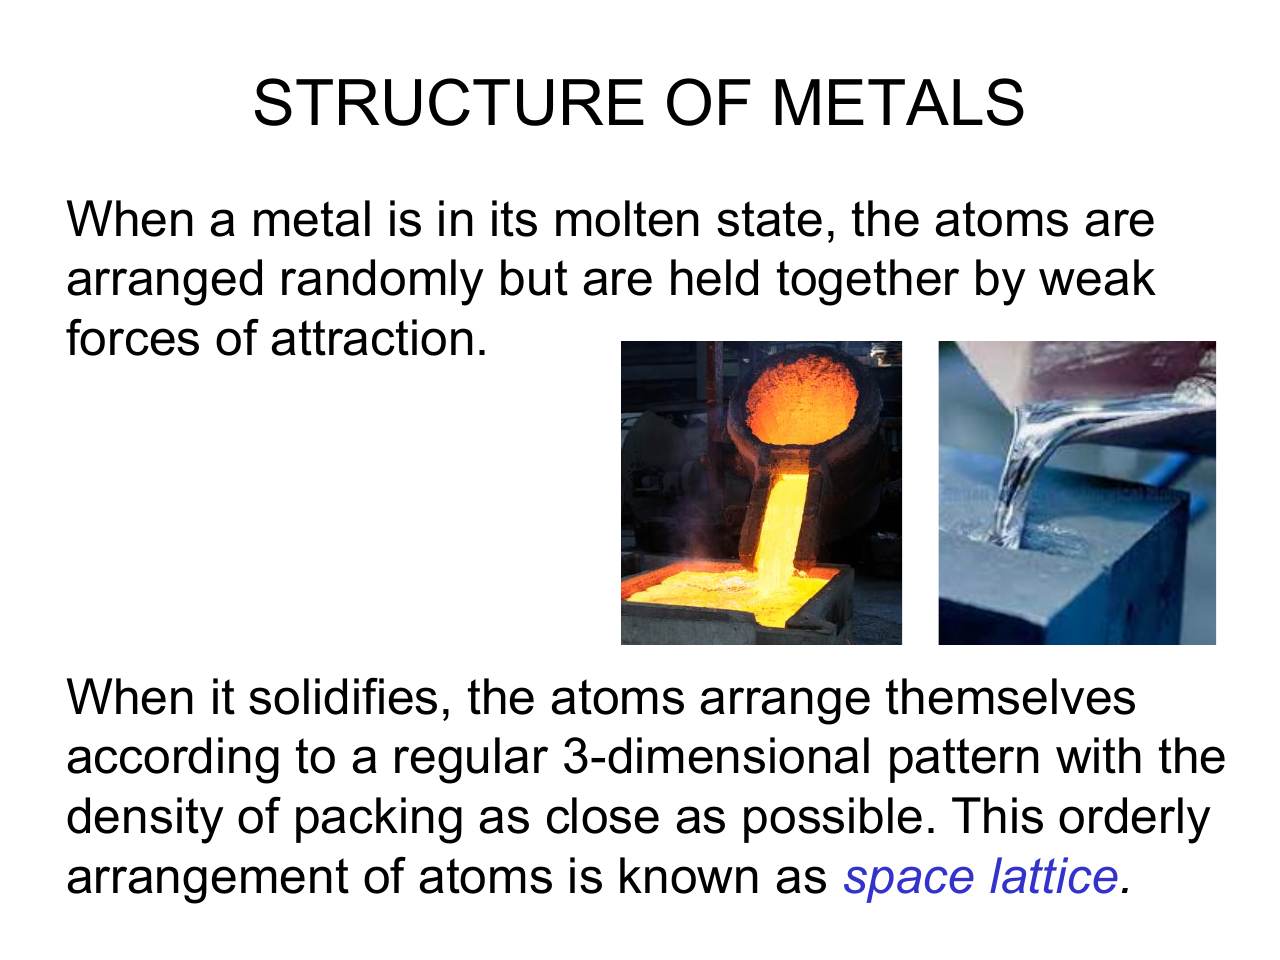 STRUCTURE OF METALS
When a metal is in its molten state, the atoms are
arranged randomly but are held together by weak
forces of attraction.
When it solidifies, the atoms arrange themselves
according to a regular 3-dimensional pattern with the
density of packing as close as possible. This orderly
arrangement of atoms is known as space lattice.